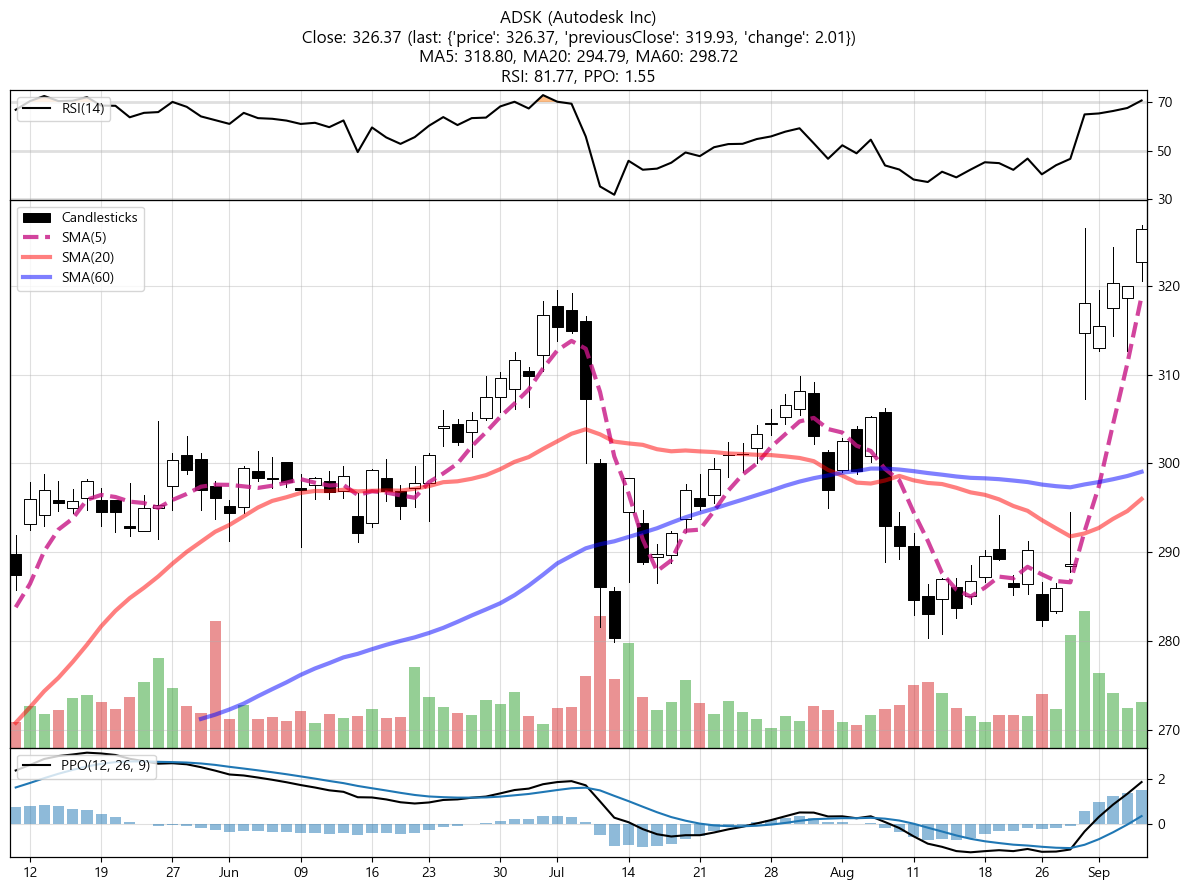 ADSK (Autodesk Inc)
Close: 326.37 (last: {'price': 326.37, 'previousClose': 319.93, 'change': 2.01})
MA5: 318.80, MA20: 294.79, MA60: 298.72
RSI: 81.77, PPO: 1.55
RSI(14)
70
50
30
Candlesticks
SMA(5)
SMA(20)
SMA(60)
320
310
300
290
280
270
PPO(12, 26, 9)
2
0
12 19 27 Jun 09 16 23 Jul 14 21 28 Aug 11 18 26 Sep